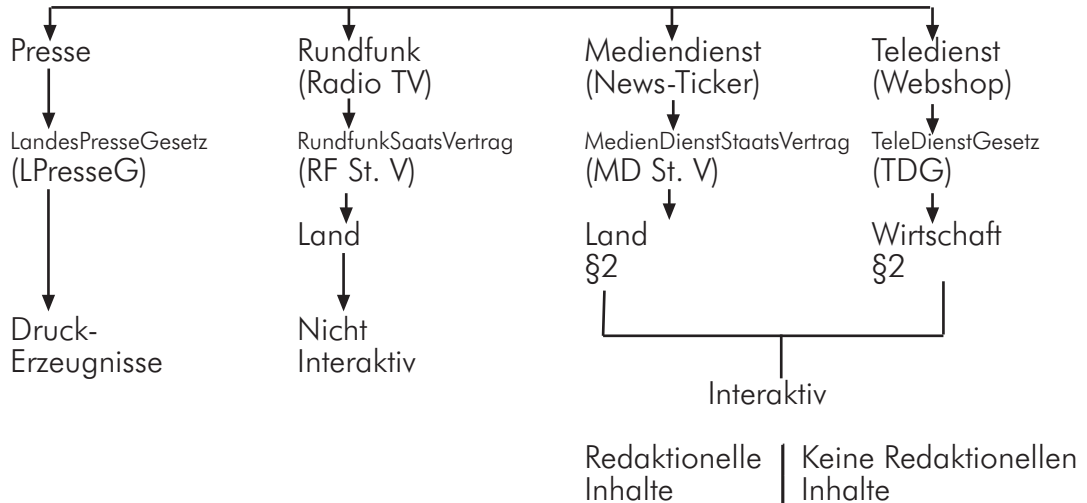 Presse
LandesPresseGesetz
(LPresseG)
Druck-
Erzeugnisse
Rundfunk
(Radio TV)
RundfunkSaatsVertrag
(RF St. V)
Land
Nicht
Interaktiv
Mediendienst
(News-Ticker)
MedienDienstStaatsVertrag
(MD St. V)
Land
§2
Teledienst
(Webshop)
TeleDienstGesetz
(TDG)
Wirtschaft
§2
Interaktiv
Redaktionelle
Inhalte
Keine Redaktionellen
Inhalte